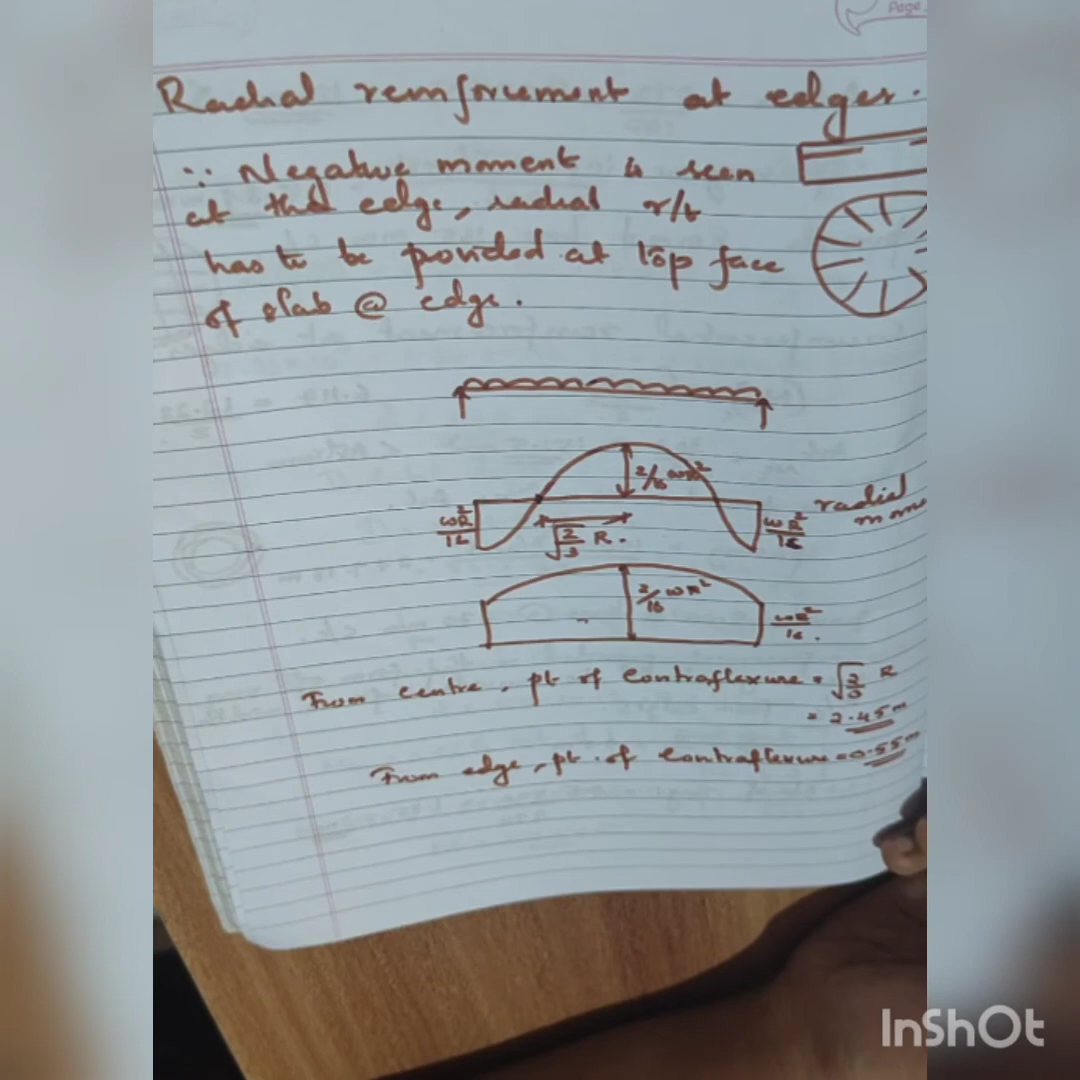 Page
Radial reinforcement at edges.
∵ Negative moment is seen
at the edge, radial r/t
has to be provided at top face
of slab @ edge.
2/16 wR²
radial
wR²/16
wR²/16
√2/3 R.
2/16 wR²
wR²/16.
From centre, pt of contraflexure = √2/3 R
= 2.45m
From edge, pt. of contraflexure = 0.55m
InShOt